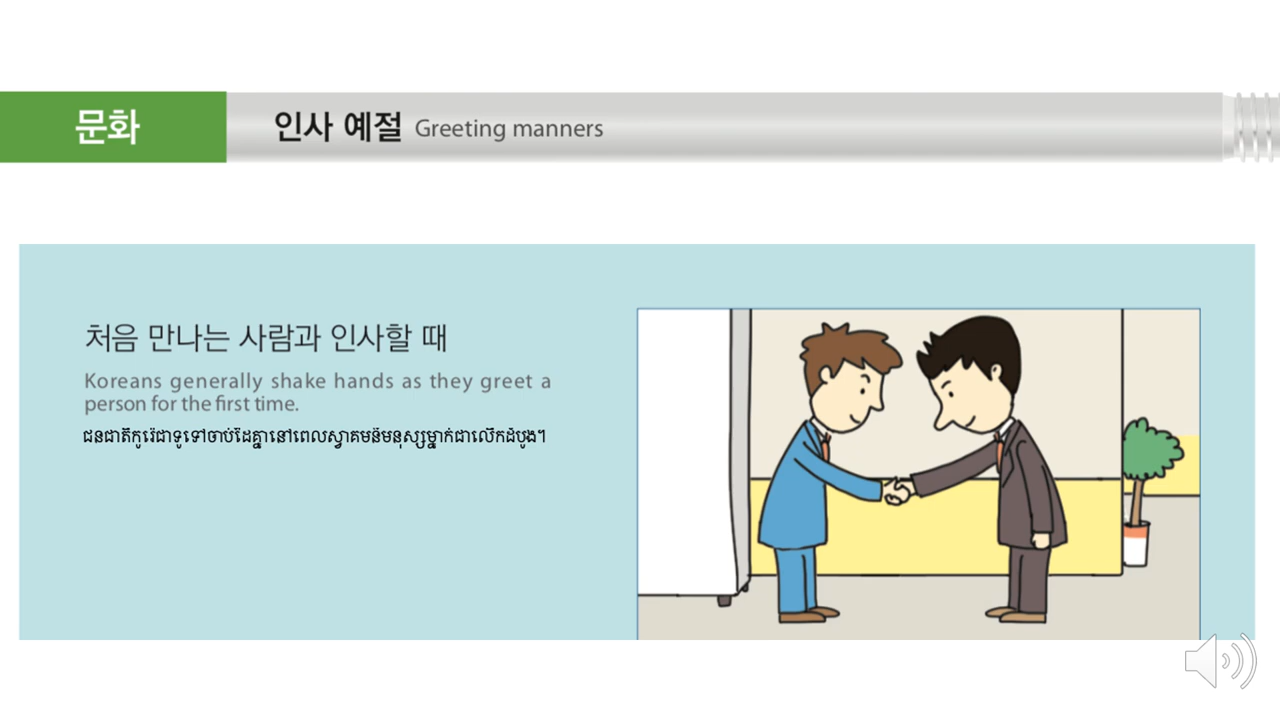 문화
인사 예절 Greeting manners
처음 만나는 사람과 인사할 때
Koreans generally shake hands as they greet a
person for the first time.
ជនជាតិកូរ៉េជាទូទៅចាប់ដៃគ្នានៅពេលស្វាគមន៍មនុស្សម្នាក់ជាលើកដំបូង។